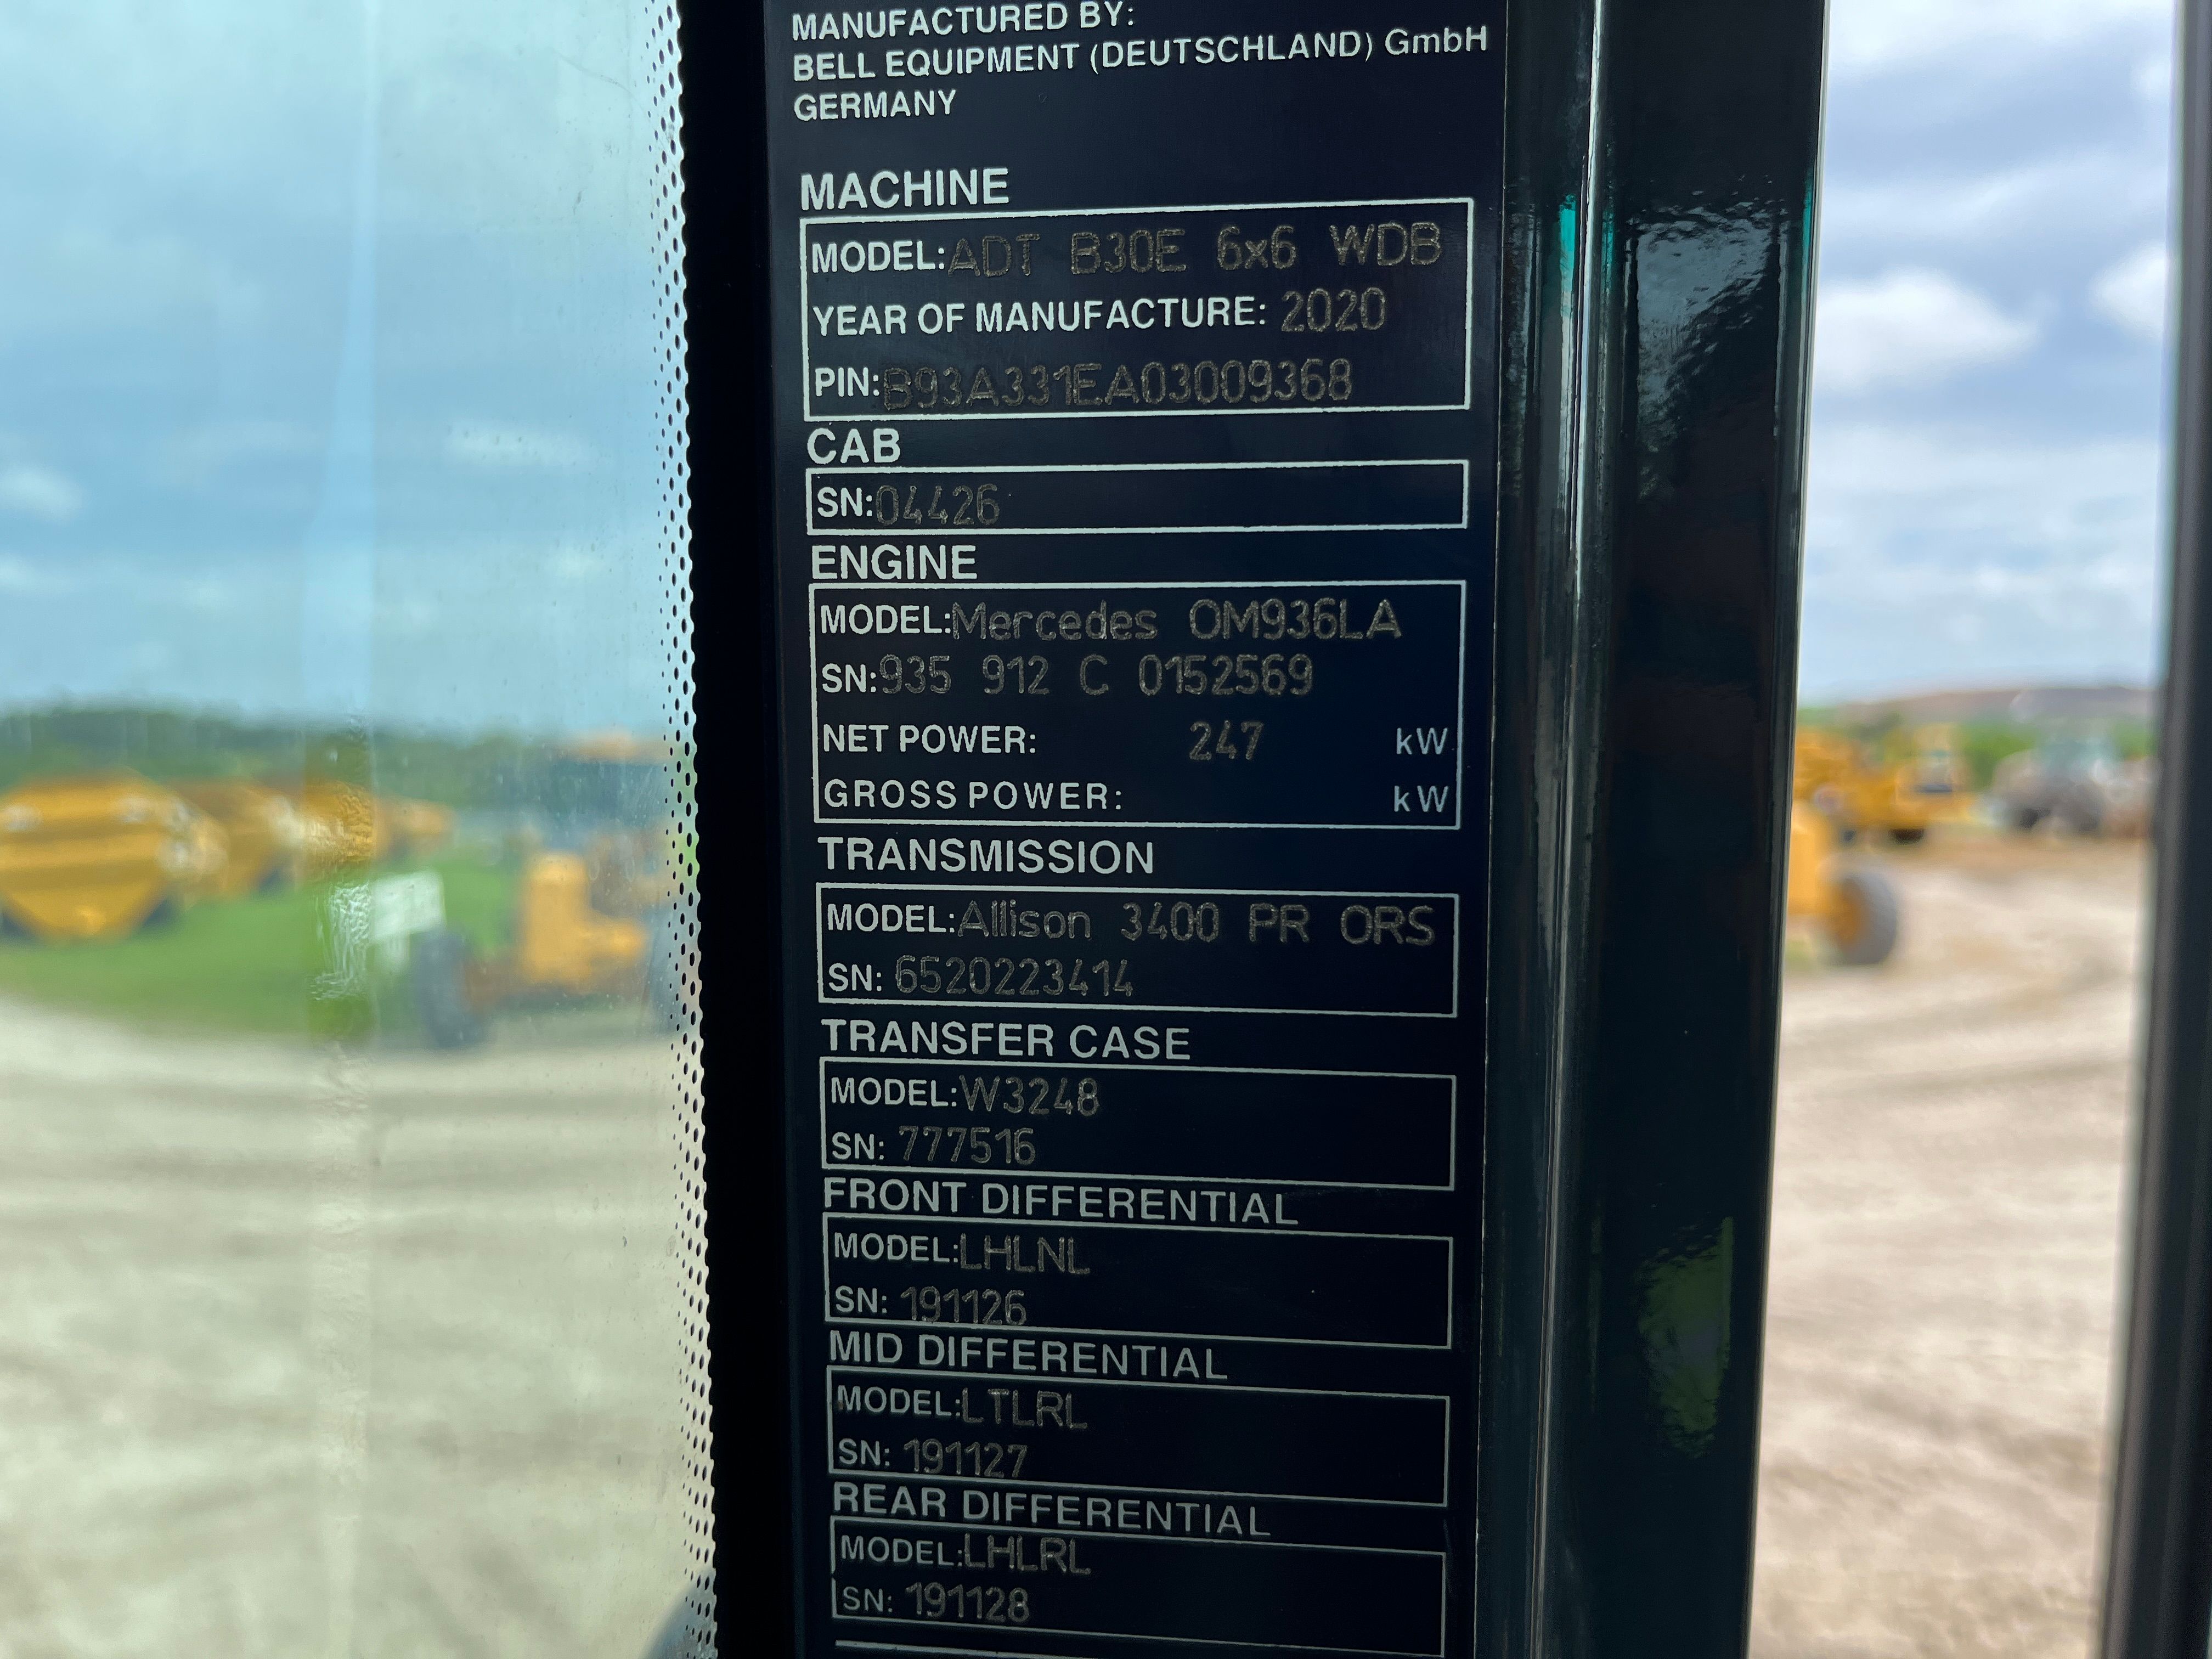 MANUFACTURED BY:
BELL EQUIPMENT (DEUTSCHLAND) GmbH
GERMANY
MACHINE
MODEL: ADT B30E 6x6 WDB
YEAR OF MANUFACTURE: 2020
PIN: B93A331EA03009368
CAB
SN: 04426
ENGINE
MODEL: Mercedes OM936LA
SN: 935 912 C 0152569
NET POWER: 247 kW
GROSS POWER: kW
TRANSMISSION
MODEL: Allison 3400 PR ORS
SN: 6520223414
TRANSFER CASE
MODEL: W3248
SN: 777516
FRONT DIFFERENTIAL
MODEL: LHLNL
SN: 191126
MID DIFFERENTIAL
MODEL: LTLRL
SN: 191127
REAR DIFFERENTIAL
MODEL: LHLRL
SN: 191128